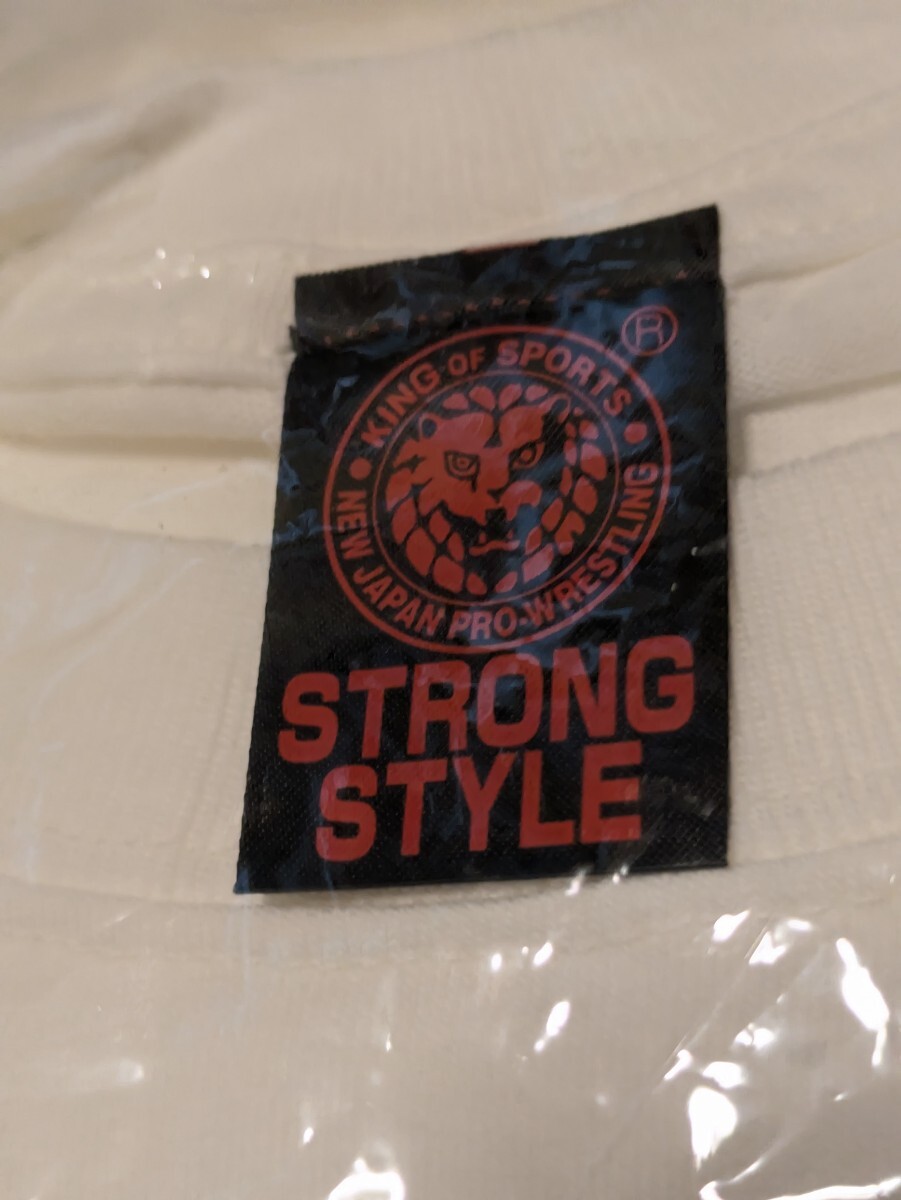 ®
KING OF SPORTS
NEW JAPAN PRO-WRESTLING
STRONG
STYLE